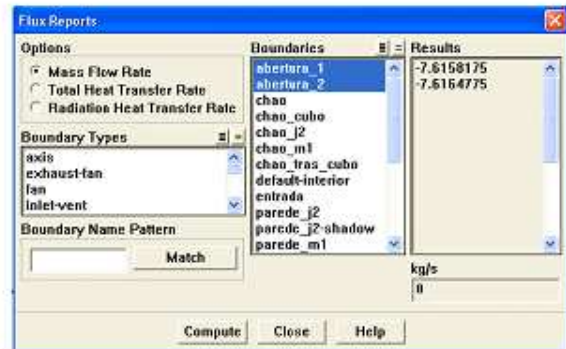 Flux Reports
Options
Mass Flow Rate
Total Heat Transfer Rate
Radiation Heat Transfer Rate
Boundary Types
axis
exhaust-fan
fan
inlet-vent
Boundary Name Pattern
Match
Boundaries
abertura_1
abertura_2
chao
chao_cubo
chao_j2
chao_m1
chao_tras_cubo
default-interior
entrada
parede_j2
parede_j2-shadow
parede_m1
Results
-7.6158175
-7.6164775
kg/s
0
Compute
Close
Help